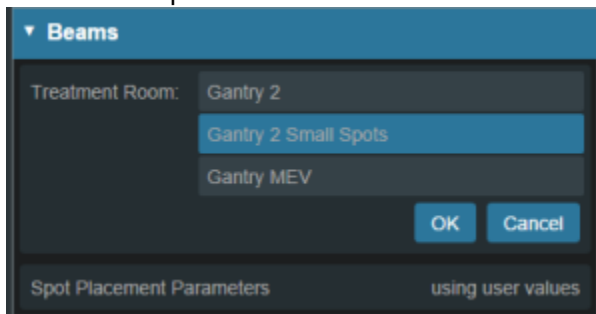 Beams
Treatment Room: Gantry 2
Gantry 2 Small Spots
Gantry MEV
OK Cancel
Spot Placement Parameters using user values